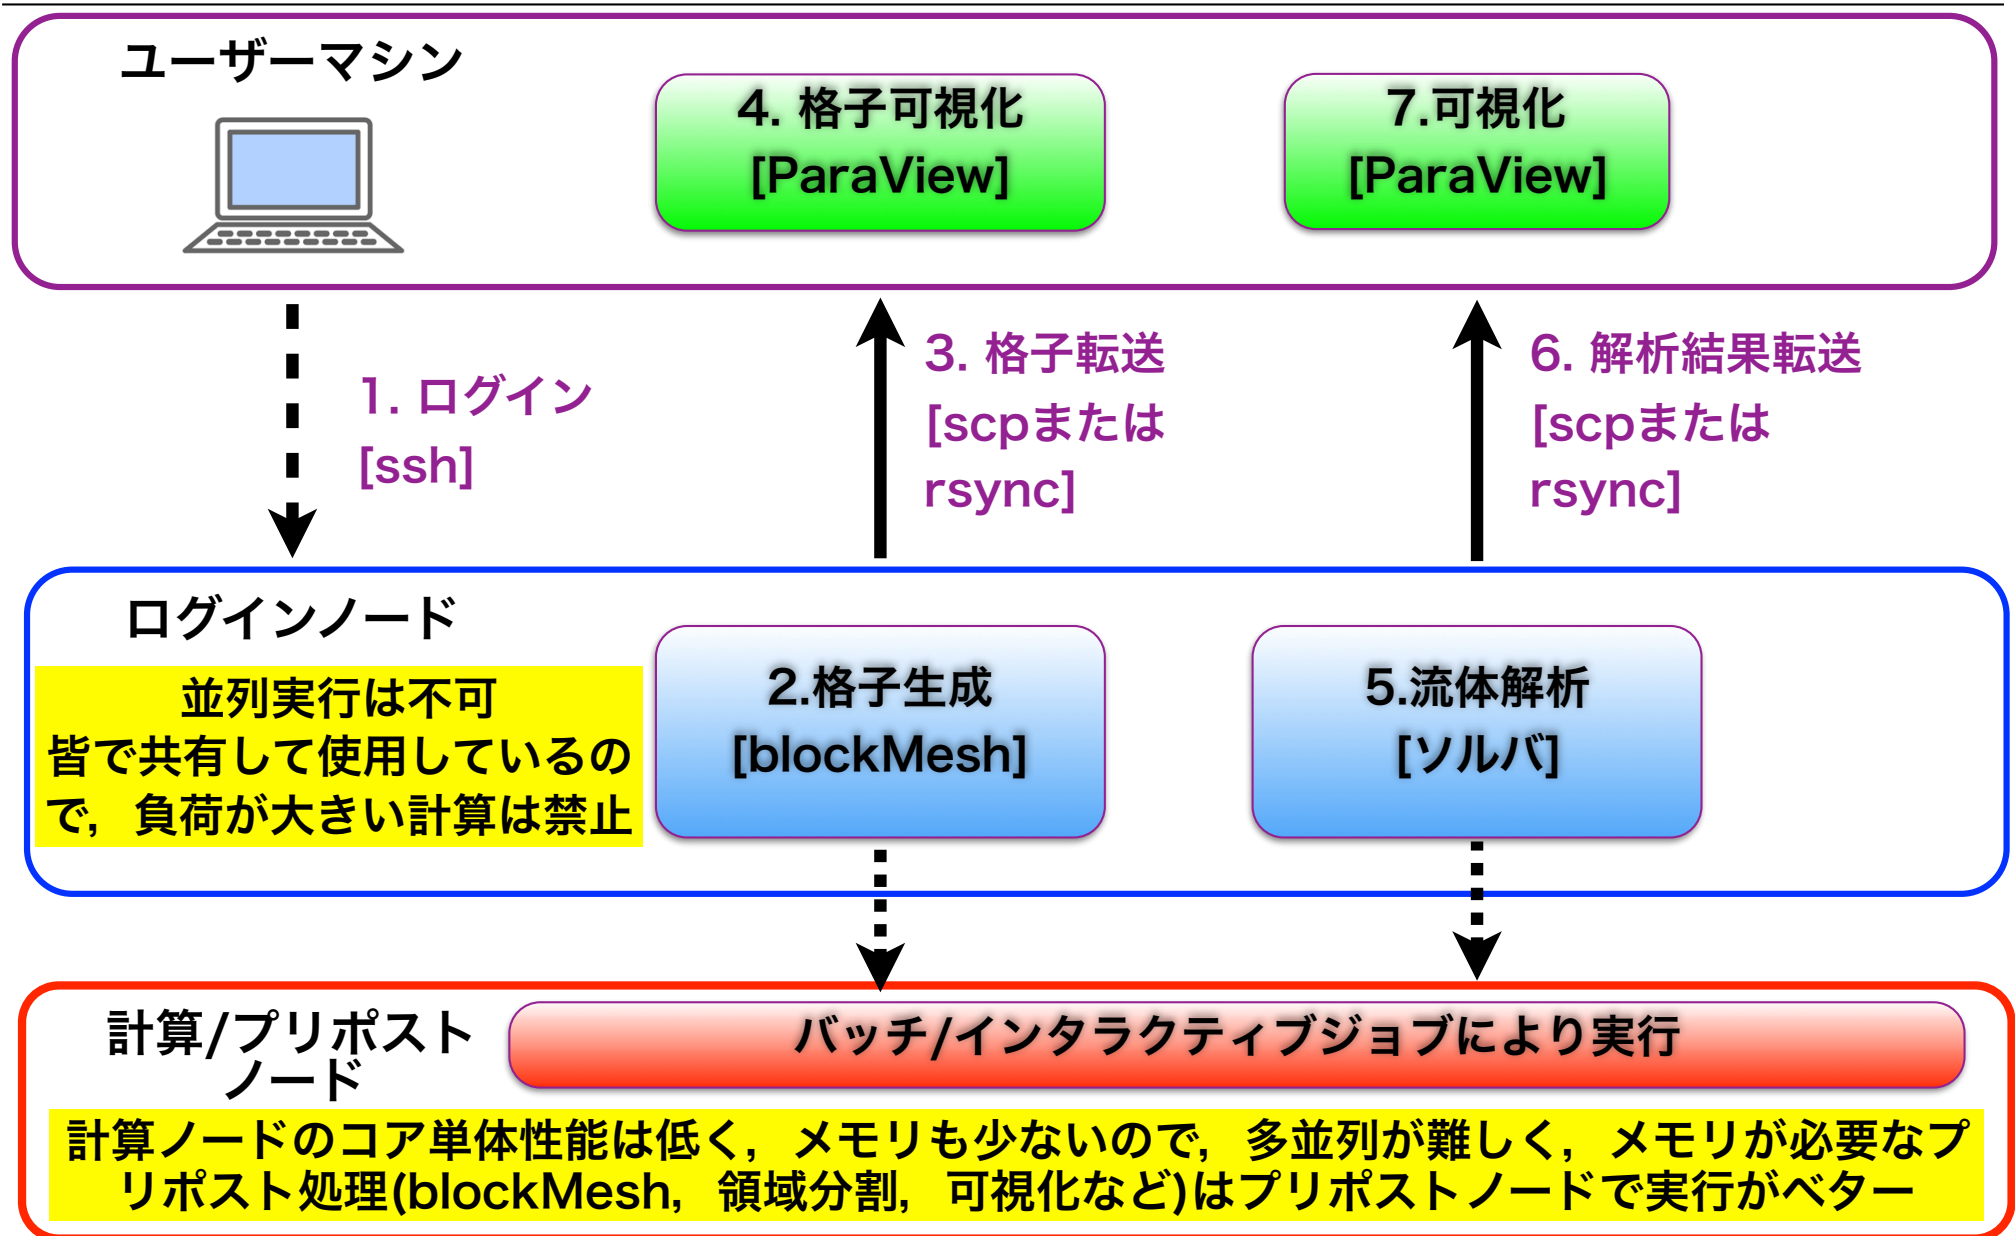 ユーザーマシン
4. 格子可視化
[ParaView]
7.可視化
[ParaView]
1. ログイン
[ssh]
3. 格子転送
[scpまたは
rsync]
6. 解析結果転送
[scpまたは
rsync]
ログインノード
並列実行は不可
皆で共有して使用しているの
で，負荷が大きい計算は禁止
2.格子生成
[blockMesh]
5.流体解析
[ソルバ]
計算/プリポスト
ノード
バッチ/インタラクティブジョブにより実行
計算ノードのコア単体性能は低く，メモリも少ないので，多並列が難しく，メモリが必要なプ
リポスト処理(blockMesh，領域分割，可視化など)はプリポストノードで実行がベター